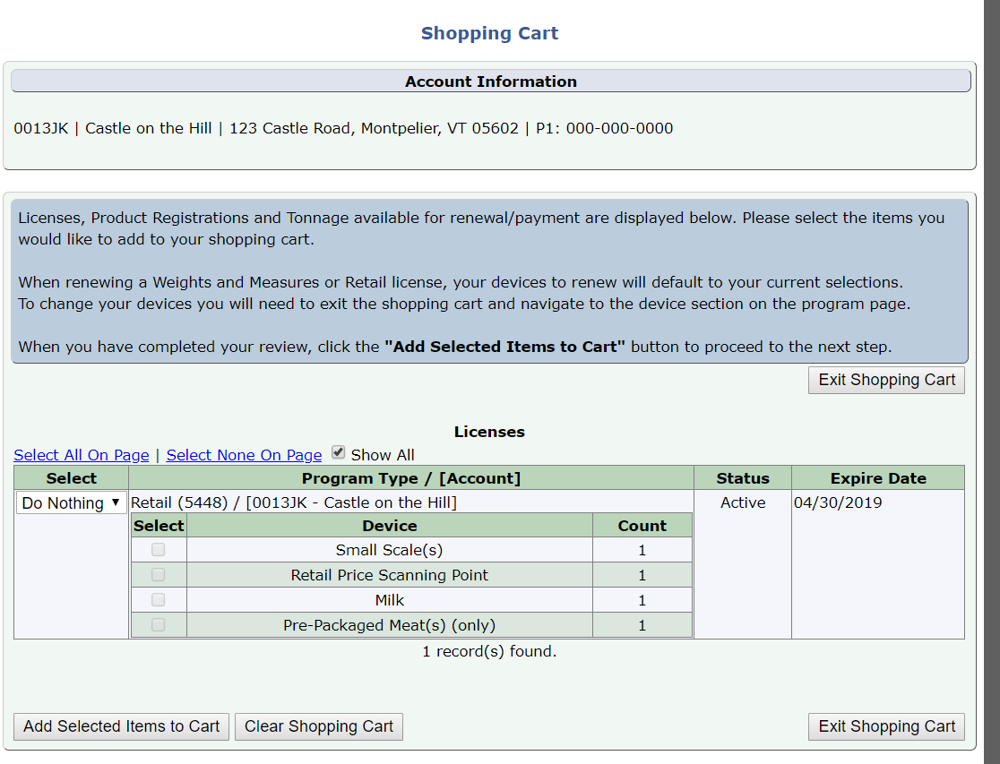 Shopping Cart
Account Information
0013JK | Castle on the Hill | 123 Castle Road, Montpelier, VT 05602 | P1: 000-000-0000
Licenses, Product Registrations and Tonnage available for renewal/payment are displayed below. Please select the items you
would like to add to your shopping cart.
When renewing a Weights and Measures or Retail license, your devices to renew will default to your current selections.
To change your devices you will need to exit the shopping cart and navigate to the device section on the program page.
When you have completed your review, click the "Add Selected Items to Cart" button to proceed to the next step.
Exit Shopping Cart
Licenses
Select All On Page | Select None On Page Show All
Select Program Type / [Account] Status Expire Date
Do Nothing Retail (5448) / [0013JK - Castle on the Hill] Active 04/30/2019
Select Device Count
Small Scale(s) 1
Retail Price Scanning Point 1
Milk 1
Pre-Packaged Meat(s) (only) 1
1 record(s) found.
Add Selected Items to Cart Clear Shopping Cart Exit Shopping Cart